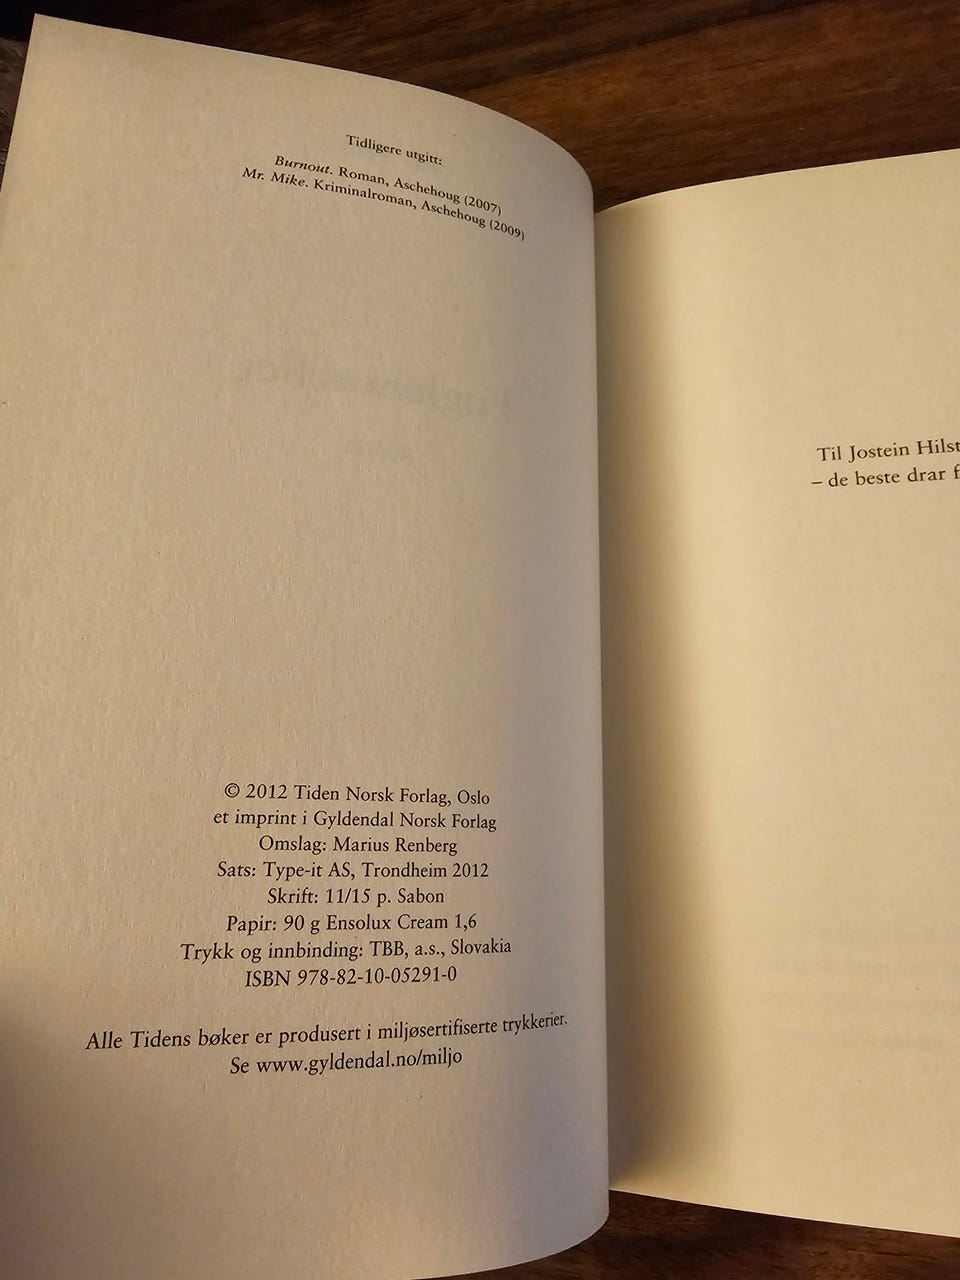 Tidligere utgitt:
Burnout. Roman, Aschehoug (2007)
Mr. Mike. Kriminalroman, Aschehoug (2009)
© 2012 Tiden Norsk Forlag, Oslo
et imprint i Gyldendal Norsk Forlag
Omslag: Marius Renberg
Sats: Type-it AS, Trondheim 2012
Skrift: 11/15 p. Sabon
Papir: 90 g Ensolux Cream 1,6
Trykk og innbinding: TBB, a.s., Slovakia
ISBN 978-82-10-05291-0
Alle Tidens bøker er produsert i miljøsertifiserte trykkerier.
Se www.gyldendal.no/miljo
Til Jostein Hilst
– de beste drar f